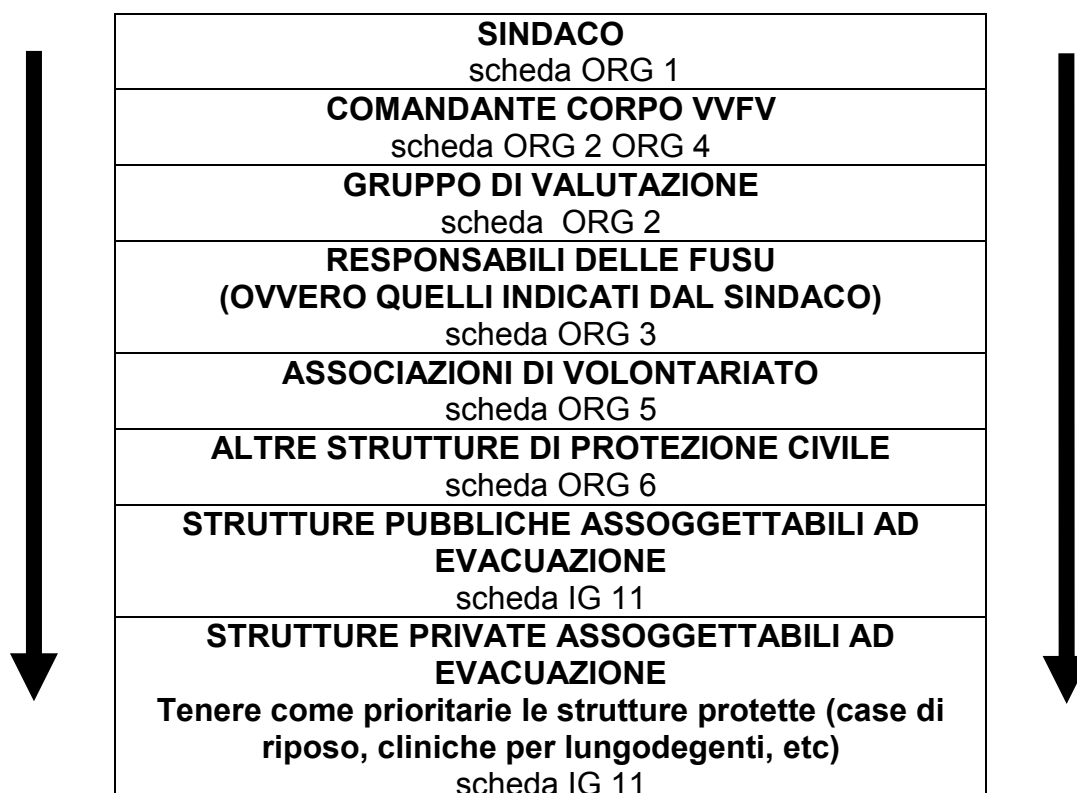 SINDACO
scheda ORG 1
COMANDANTE CORPO VVFV
scheda ORG 2 ORG 4
GRUPPO DI VALUTAZIONE
scheda ORG 2
RESPONSABILI DELLE FUSU
(OVVERO QUELLI INDICATI DAL SINDACO)
scheda ORG 3
ASSOCIAZIONI DI VOLONTARIATO
scheda ORG 5
ALTRE STRUTTURE DI PROTEZIONE CIVILE
scheda ORG 6
STRUTTURE PUBBLICHE ASSOGGETTABILI AD
EVACUAZIONE
scheda IG 11
STRUTTURE PRIVATE ASSOGGETTABILI AD
EVACUAZIONE
Tenere come prioritarie le strutture protette (case di
riposo, cliniche per lungodegenti, etc)
scheda IG 11